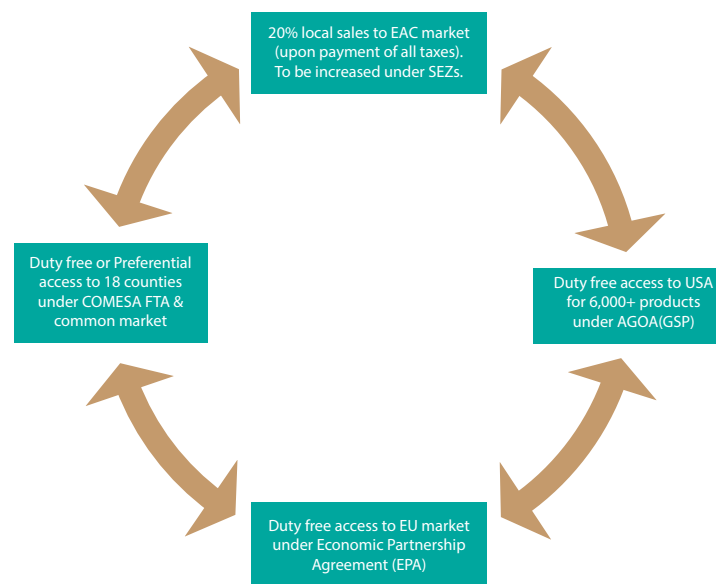 20% local sales to EAC market
(upon payment of all taxes).
To be increased under SEZs.
Duty free or Preferential
access to 18 counties
under COMESA FTA &
common market
Duty free access to USA
for 6,000+ products
under AGOA(GSP)
Duty free access to EU market
under Economic Partnership
Agreement (EPA)